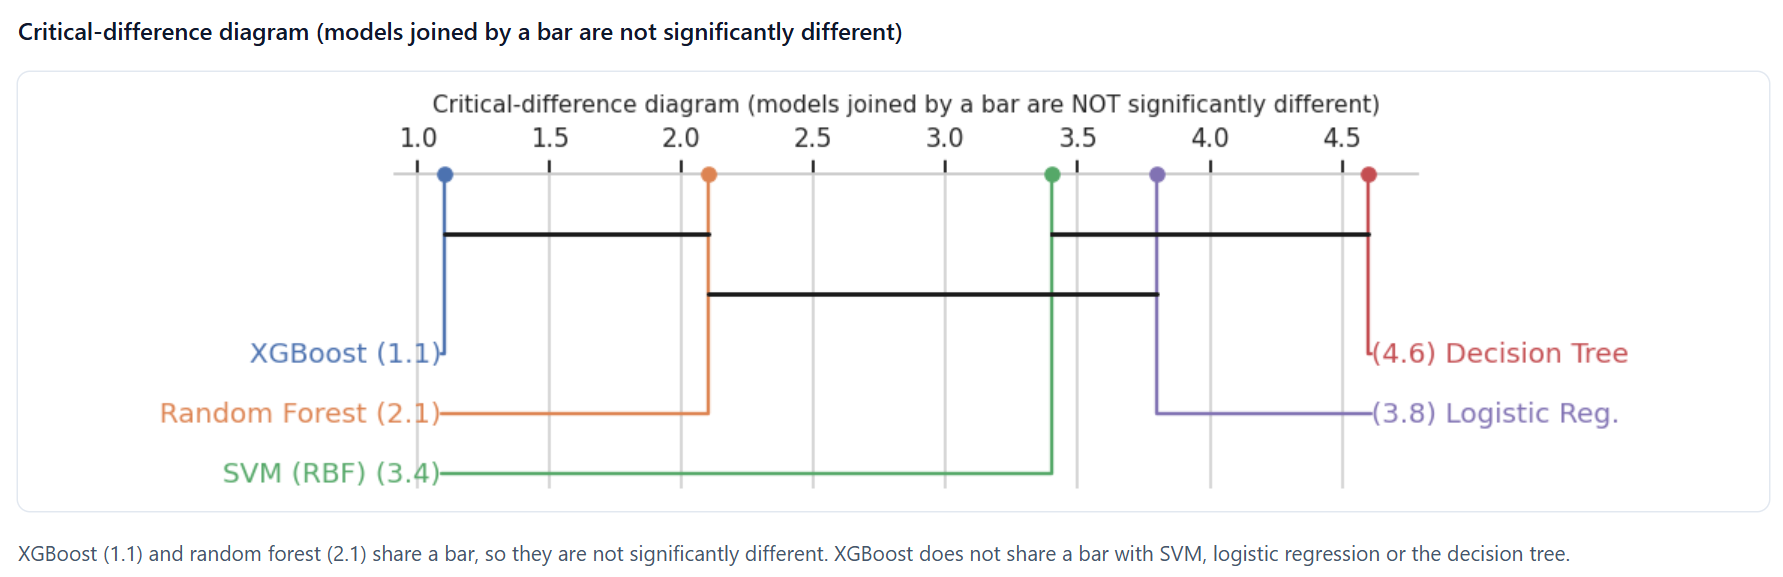 Critical-difference diagram (models joined by a bar are not significantly different)
Critical-difference diagram (models joined by a bar are NOT significantly different)
1.0 1.5 2.0 2.5 3.0 3.5 4.0 4.5
XGBoost (1.1) (4.6) Decision Tree
Random Forest (2.1) (3.8) Logistic Reg.
SVM (RBF) (3.4)
XGBoost (1.1) and random forest (2.1) share a bar, so they are not significantly different. XGBoost does not share a bar with SVM, logistic regression or the decision tree.